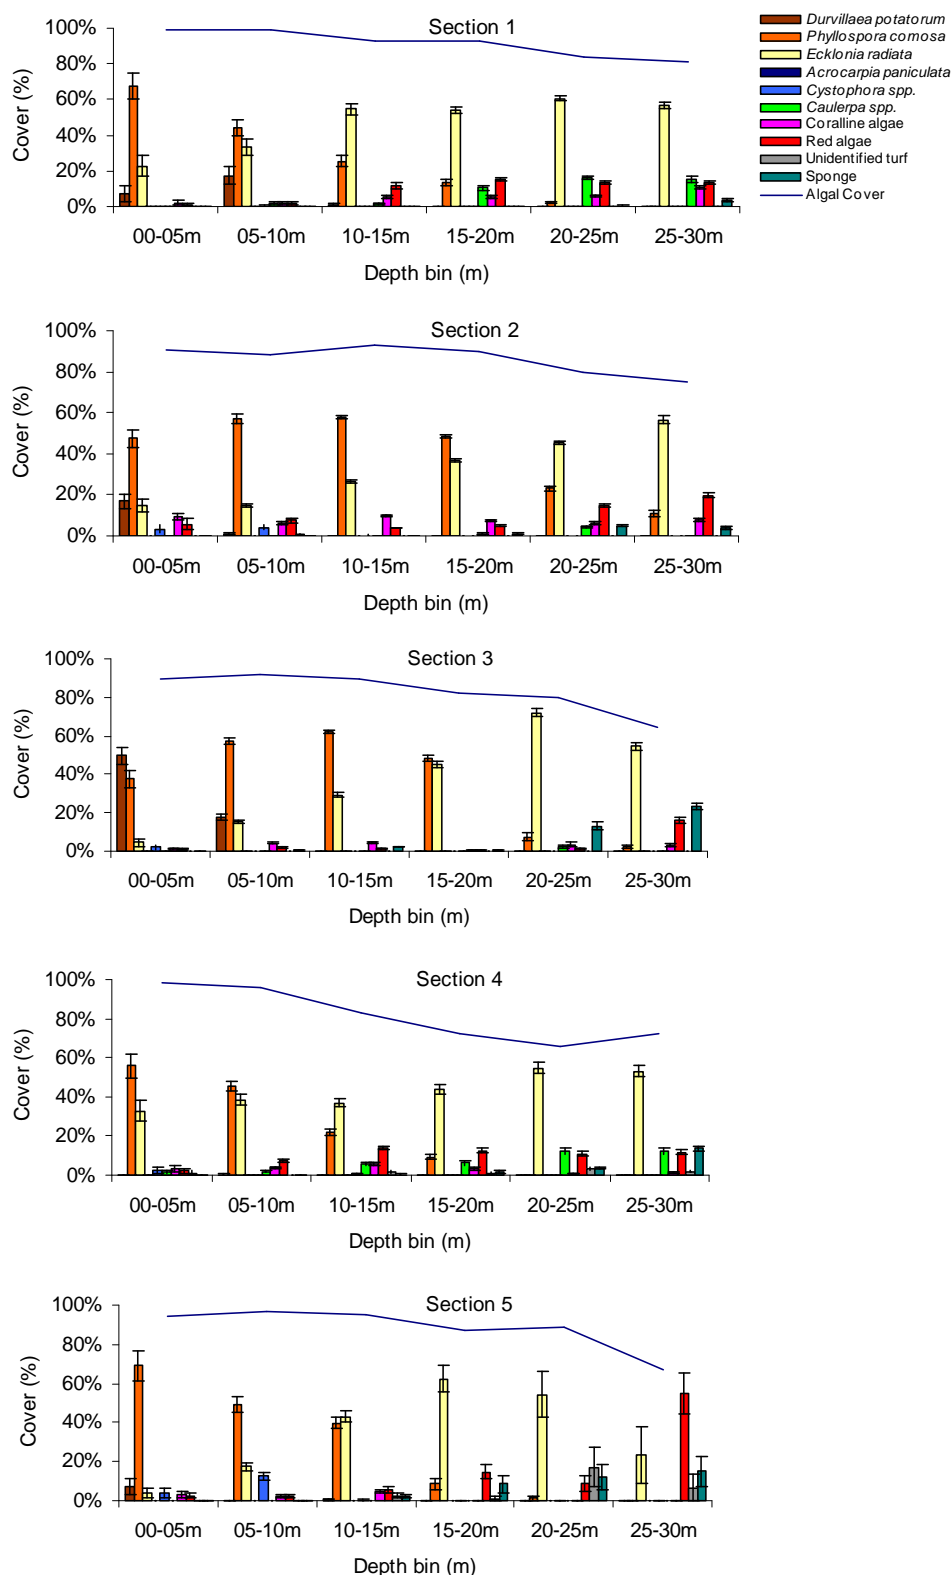 Section 1
100%
80%
60%
40%
20%
0%
Cover (%)
00-05m 05-10m 10-15m 15-20m 20-25m 25-30m
Depth bin (m)
Durvillaea potatorum
Phyllospora comosa
Ecklonia radiata
Acrocarpia paniculata
Cystophora spp.
Caulerpa spp.
Coralline algae
Red algae
Unidentified turf
Sponge
Algal Cover
Section 2
100%
80%
60%
40%
20%
0%
Cover (%)
00-05m 05-10m 10-15m 15-20m 20-25m 25-30m
Depth bin (m)
Section 3
100%
80%
60%
40%
20%
0%
Cover (%)
00-05m 05-10m 10-15m 15-20m 20-25m 25-30m
Depth bin (m)
Section 4
100%
80%
60%
40%
20%
0%
Cover (%)
00-05m 05-10m 10-15m 15-20m 20-25m 25-30m
Depth bin (m)
Section 5
100%
80%
60%
40%
20%
0%
Cover (%)
00-05m 05-10m 10-15m 15-20m 20-25m 25-30m
Depth bin (m)